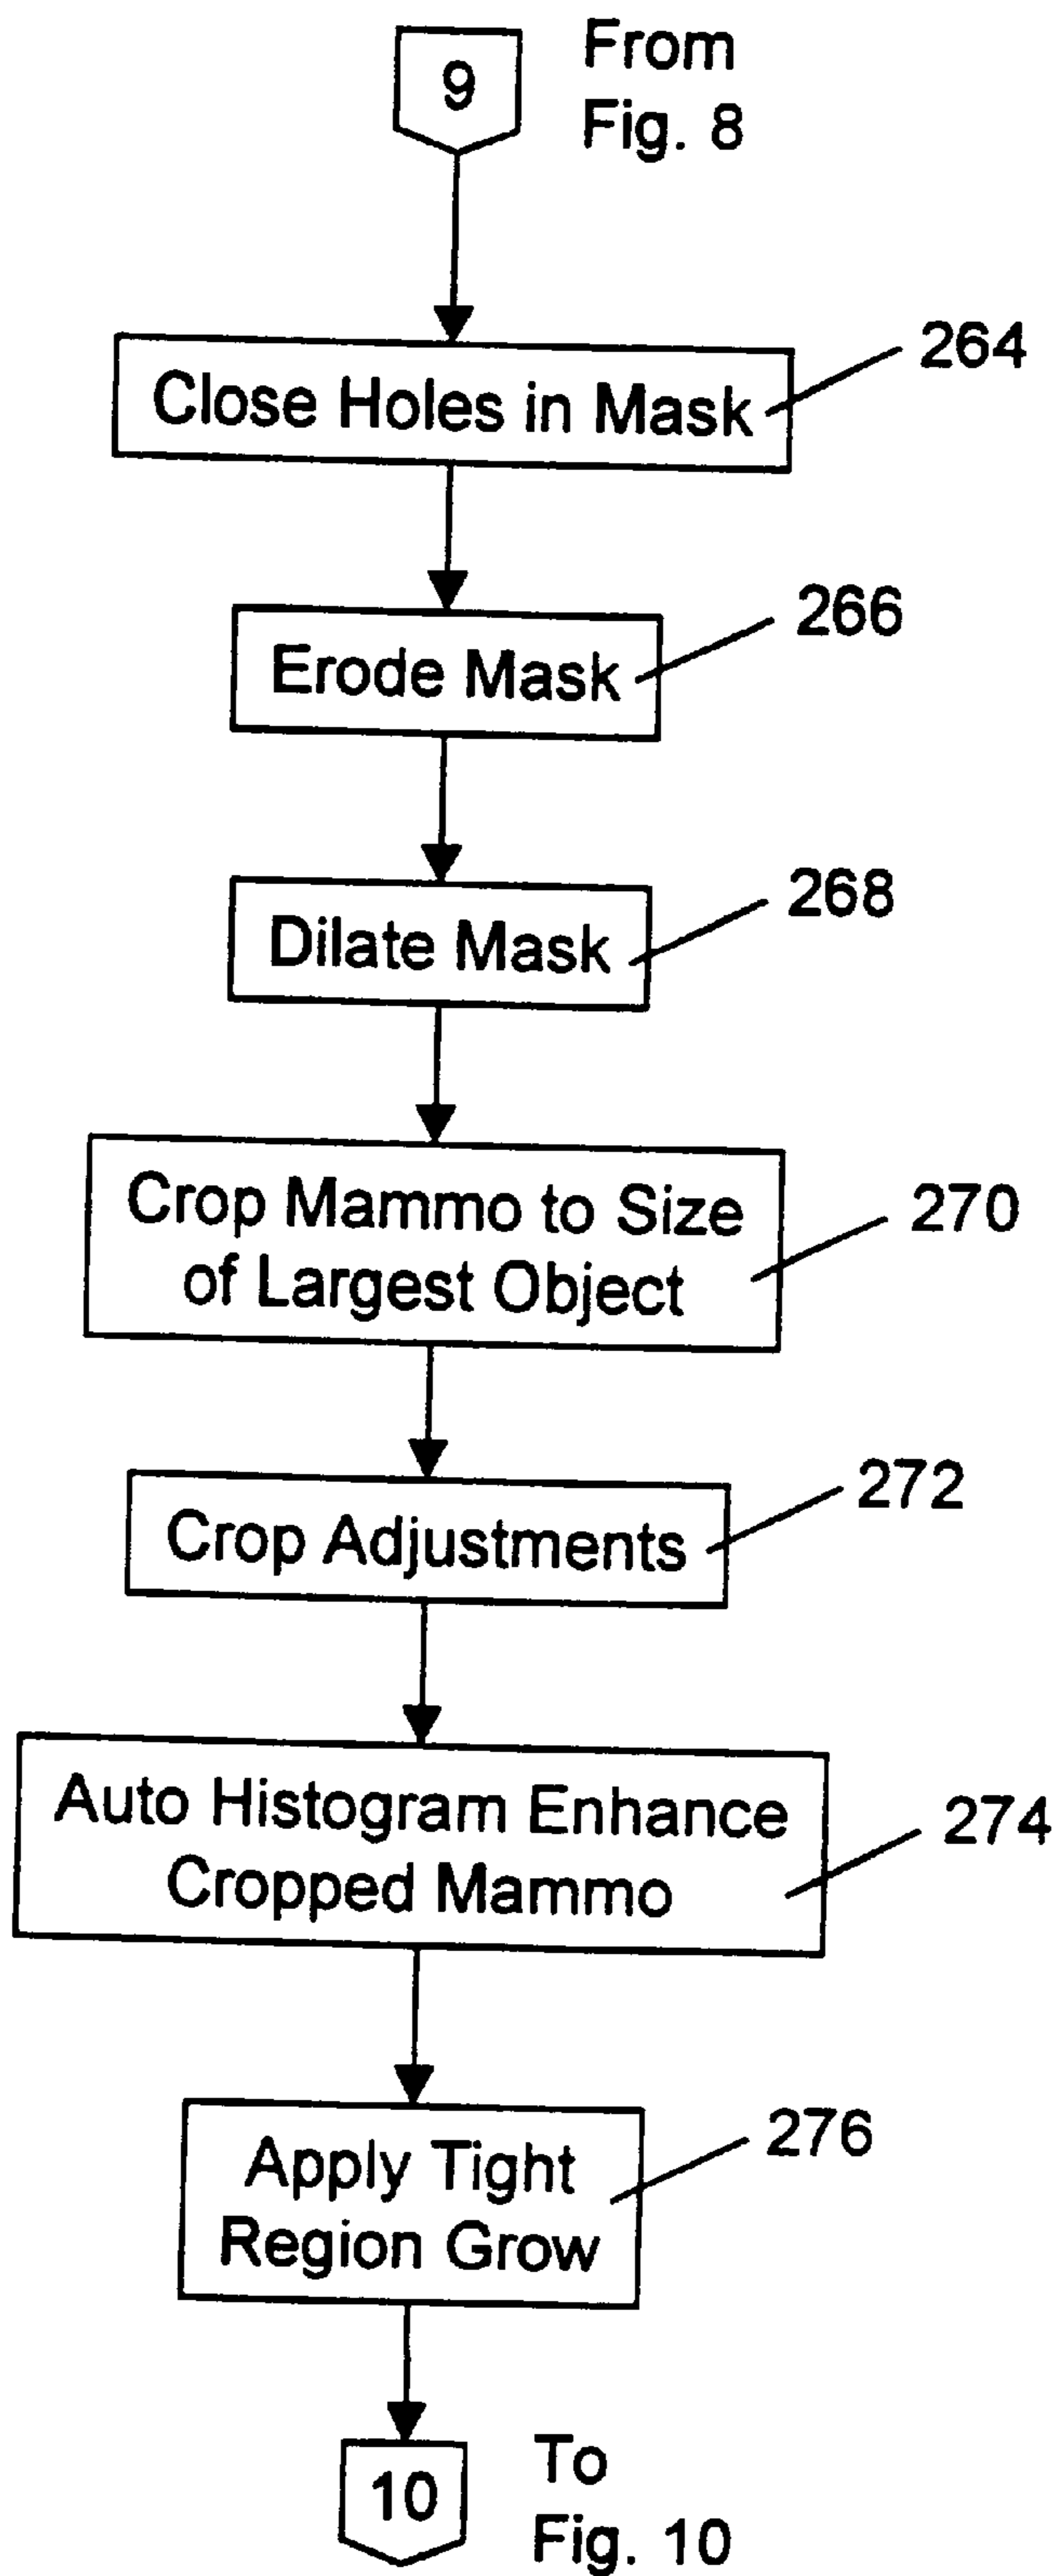 9
From
Fig. 8
Close Holes in Mask
264
Erode Mask
266
Dilate Mask
268
Crop Mammo to Size
of Largest Object
270
Crop Adjustments
272
Auto Histogram Enhance
Cropped Mammo
274
Apply Tight
Region Grow
276
10
To
Fig. 10